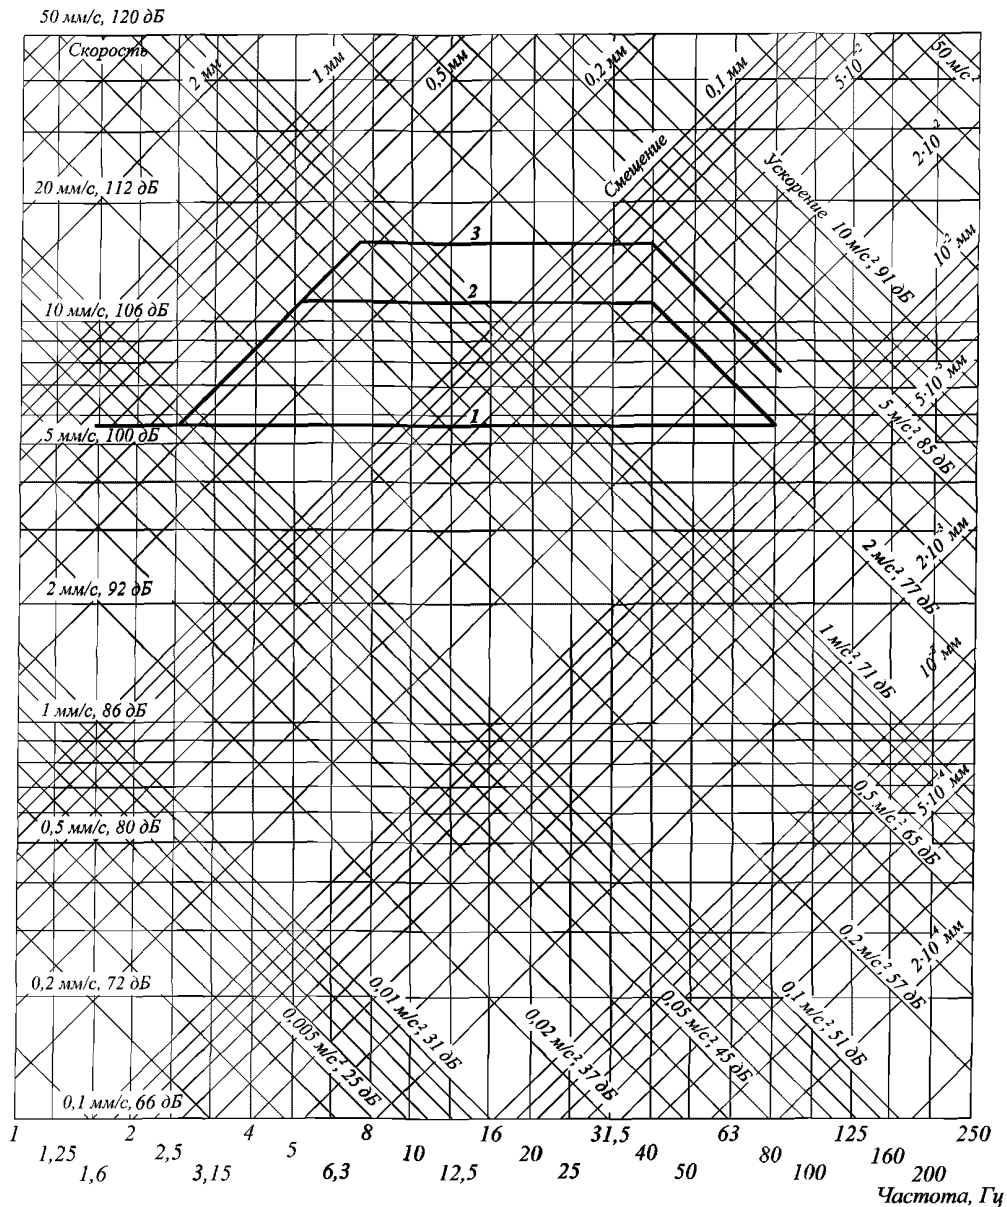 50 мм/с, 120 дБ
Скорость
2 мм
1 мм
0,5 мм
0,2 мм
0,1 мм
5·10⁻²
50 м/с²
2·10⁻²
Смещение
Ускорение 10 м/с², 91 дБ
10⁻² мм
20 мм/с, 112 дБ
3
10 мм/с, 106 дБ
2
5·10⁻³ мм
5 м/с², 85 дБ
1
5 мм/с, 100 дБ
2·10⁻³ мм
2 м/с², 77 дБ
2 мм/с, 92 дБ
1 м/с², 71 дБ
10⁻³ мм
1 мм/с, 86 дБ
5·10⁻⁴ мм
0,5 м/с², 65 дБ
0,5 мм/с, 80 дБ
2·10⁻⁴ мм
0,2 м/с², 57 дБ
0,2 мм/с, 72 дБ
0,005 м/с², 25 дБ
0,01 м/с², 31 дБ
0,02 м/с², 37 дБ
0,05 м/с², 45 дБ
0,1 м/с², 51 дБ
0,1 мм/с, 66 дБ
1 2 4 5 8 16 31,5 63 125 250
1,25 2,5 10 20 40 80 160
1,6 3,15 6,3 12,5 25 50 100 200
Частота, Гц